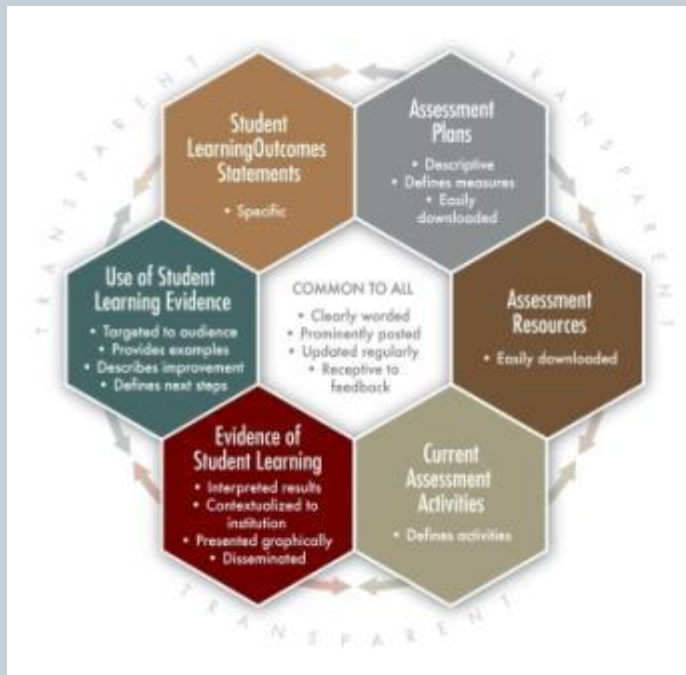 TRANSPARENT
TRANSPARENT
Student
LearningOutcomes
Statements
• Specific
Assessment
Plans
• Descriptive
• Defines measures
• Easily
downloaded
Use of Student
Learning Evidence
• Targeted to audience
• Provides examples
• Describes improvement
• Defines next steps
COMMON TO ALL
• Clearly worded
• Prominently posted
• Updated regularly
• Receptive to
feedback
Assessment
Resources
• Easily downloaded
Evidence of
Student Learning
• Interpreted results
• Contextualized to
institution
• Presented graphically
• Disseminated
Current
Assessment
Activities
• Defines activities
TRANSPARENT